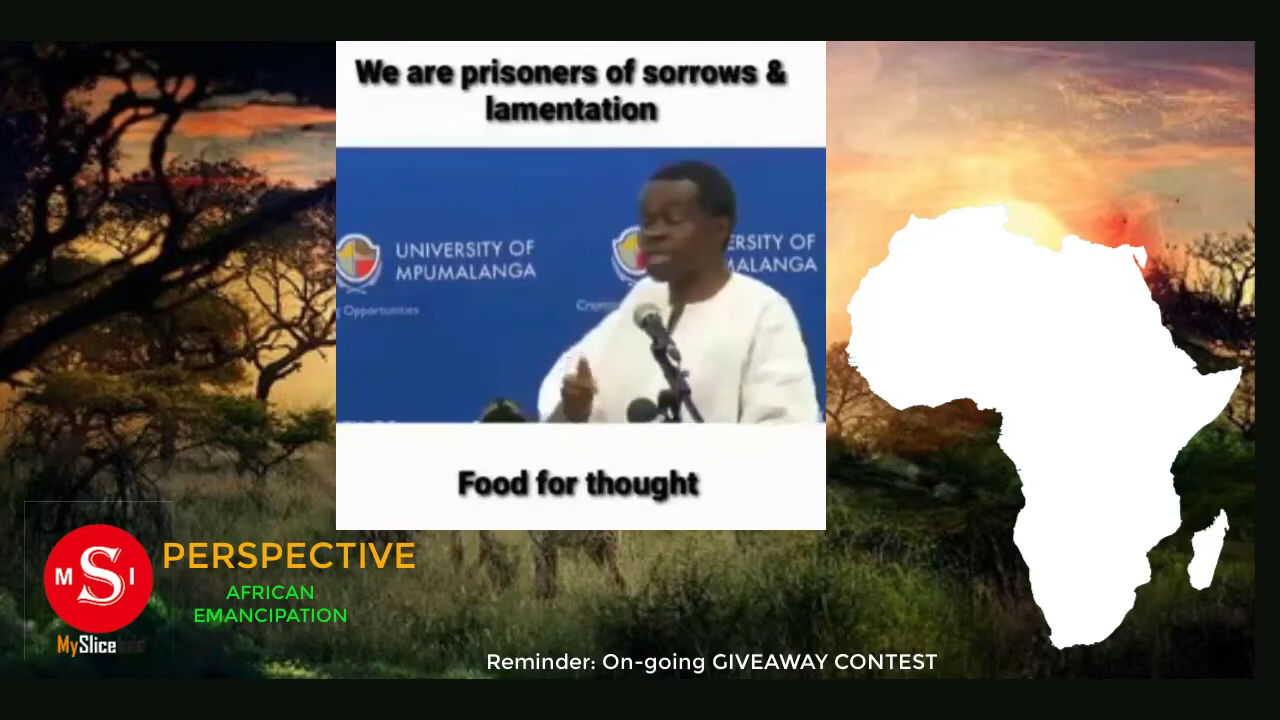 We are prisoners of sorrows &
lamentation
UNIVERSITY OF
MPUMALANGA
ERSITY OF
MALANGA
Opportunities
Food for thought
M S I
MySlice
PERSPECTIVE
AFRICAN
EMANCIPATION
Reminder: On-going GIVEAWAY CONTEST